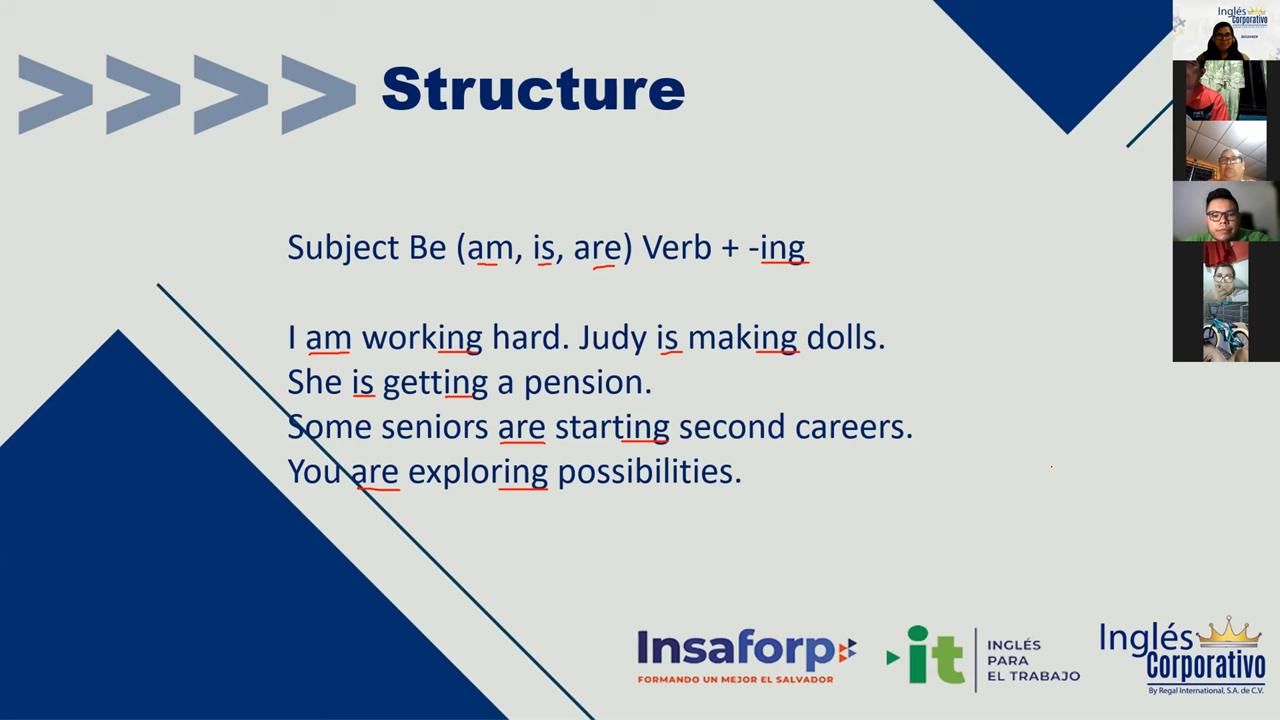 Structure
Subject Be (am, is, are) Verb + -ing
I am working hard. Judy is making dolls.
She is getting a pension.
Some seniors are starting second careers.
You are exploring possibilities.
Insaforp
FORMANDO UN MEJOR EL SALVADOR
it
INGLÉS
PARA
EL TRABAJO
Inglés
Corporativo
By Regal International, S.A. de C.V.
Inglés
Corporativo
BEGINNER